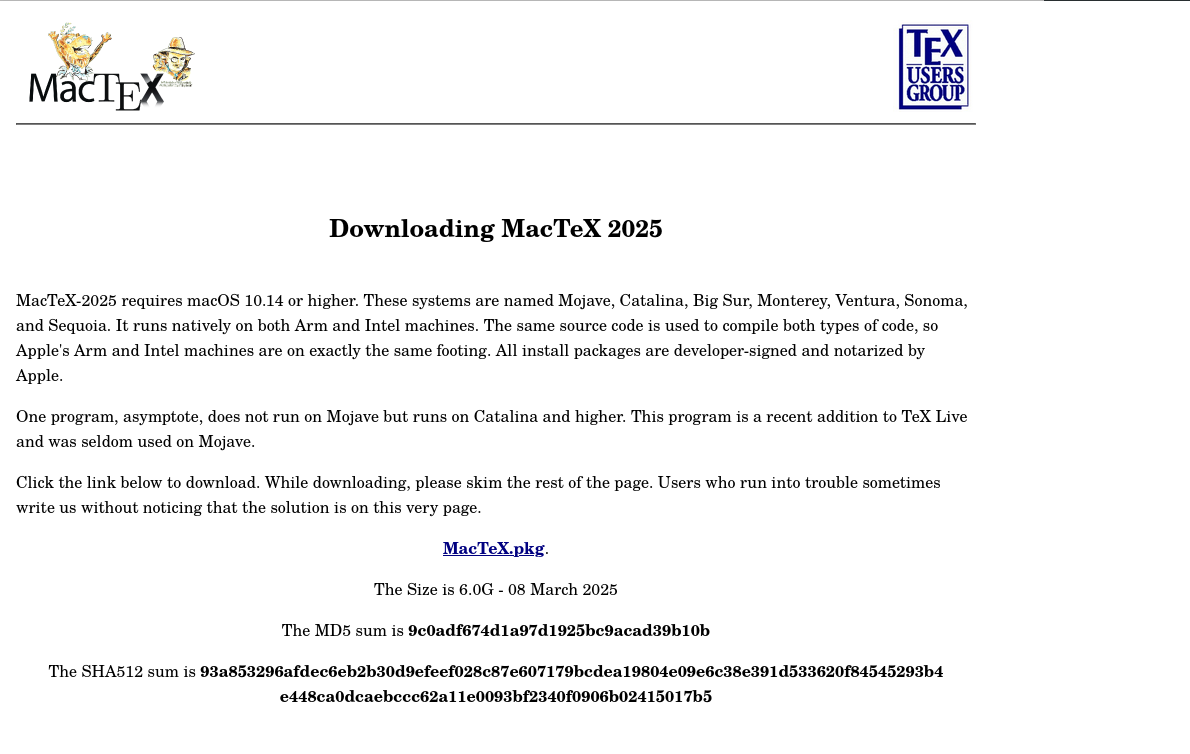 MacTEX
TEX
USERS
GROUP
Downloading MacTeX 2025
MacTeX-2025 requires macOS 10.14 or higher. These systems are named Mojave, Catalina, Big Sur, Monterey, Ventura, Sonoma,
and Sequoia. It runs natively on both Arm and Intel machines. The same source code is used to compile both types of code, so
Apple's Arm and Intel machines are on exactly the same footing. All install packages are developer-signed and notarized by
Apple.
One program, asymptote, does not run on Mojave but runs on Catalina and higher. This program is a recent addition to TeX Live
and was seldom used on Mojave.
Click the link below to download. While downloading, please skim the rest of the page. Users who run into trouble sometimes
write us without noticing that the solution is on this very page.
MacTeX.pkg.
The Size is 6.0G - 08 March 2025
The MD5 sum is 9c0adf674d1a97d1925bc9acad39b10b
The SHA512 sum is 93a853296afdec6eb2b30d9efeef028c87e607179bcdea19804e09e6c38e391d533620f84545293b4
e448ca0dcaebccc62a11e0093bf2340f0906b02415017b5